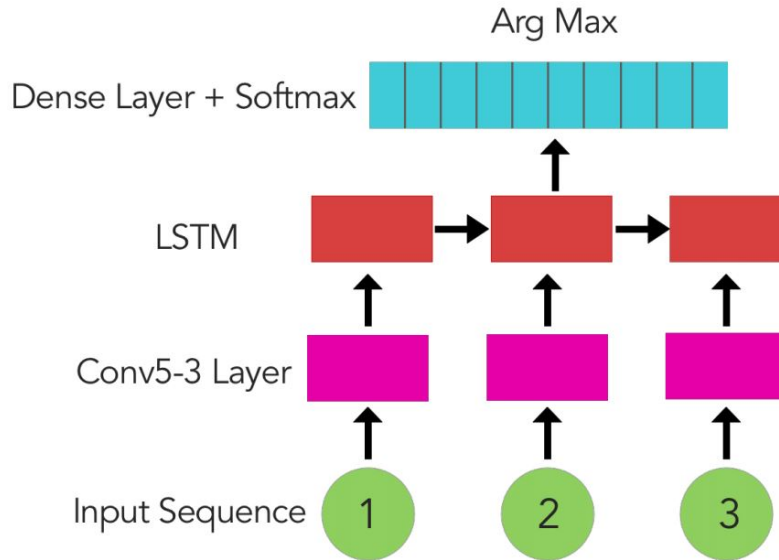 Arg Max
Dense Layer + Softmax
LSTM
Conv5-3 Layer
Input Sequence 1 2 3